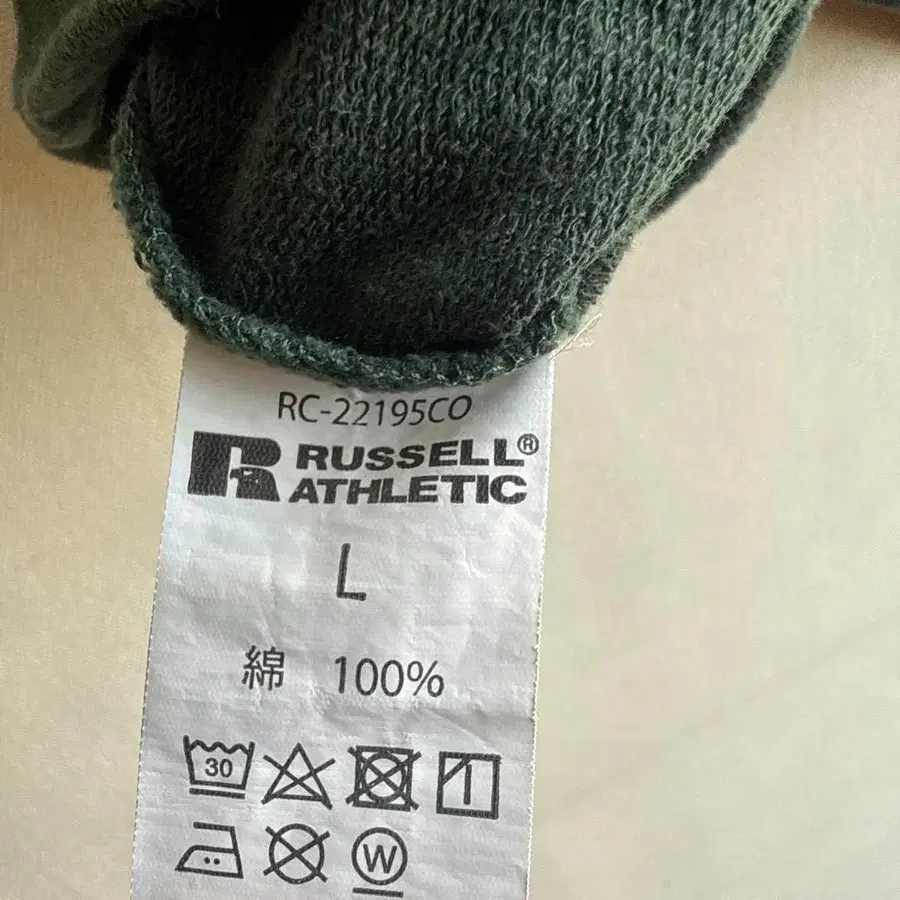 RC-22195CO
RUSSELL®
ATHLETIC
L
綿 100%
30
W